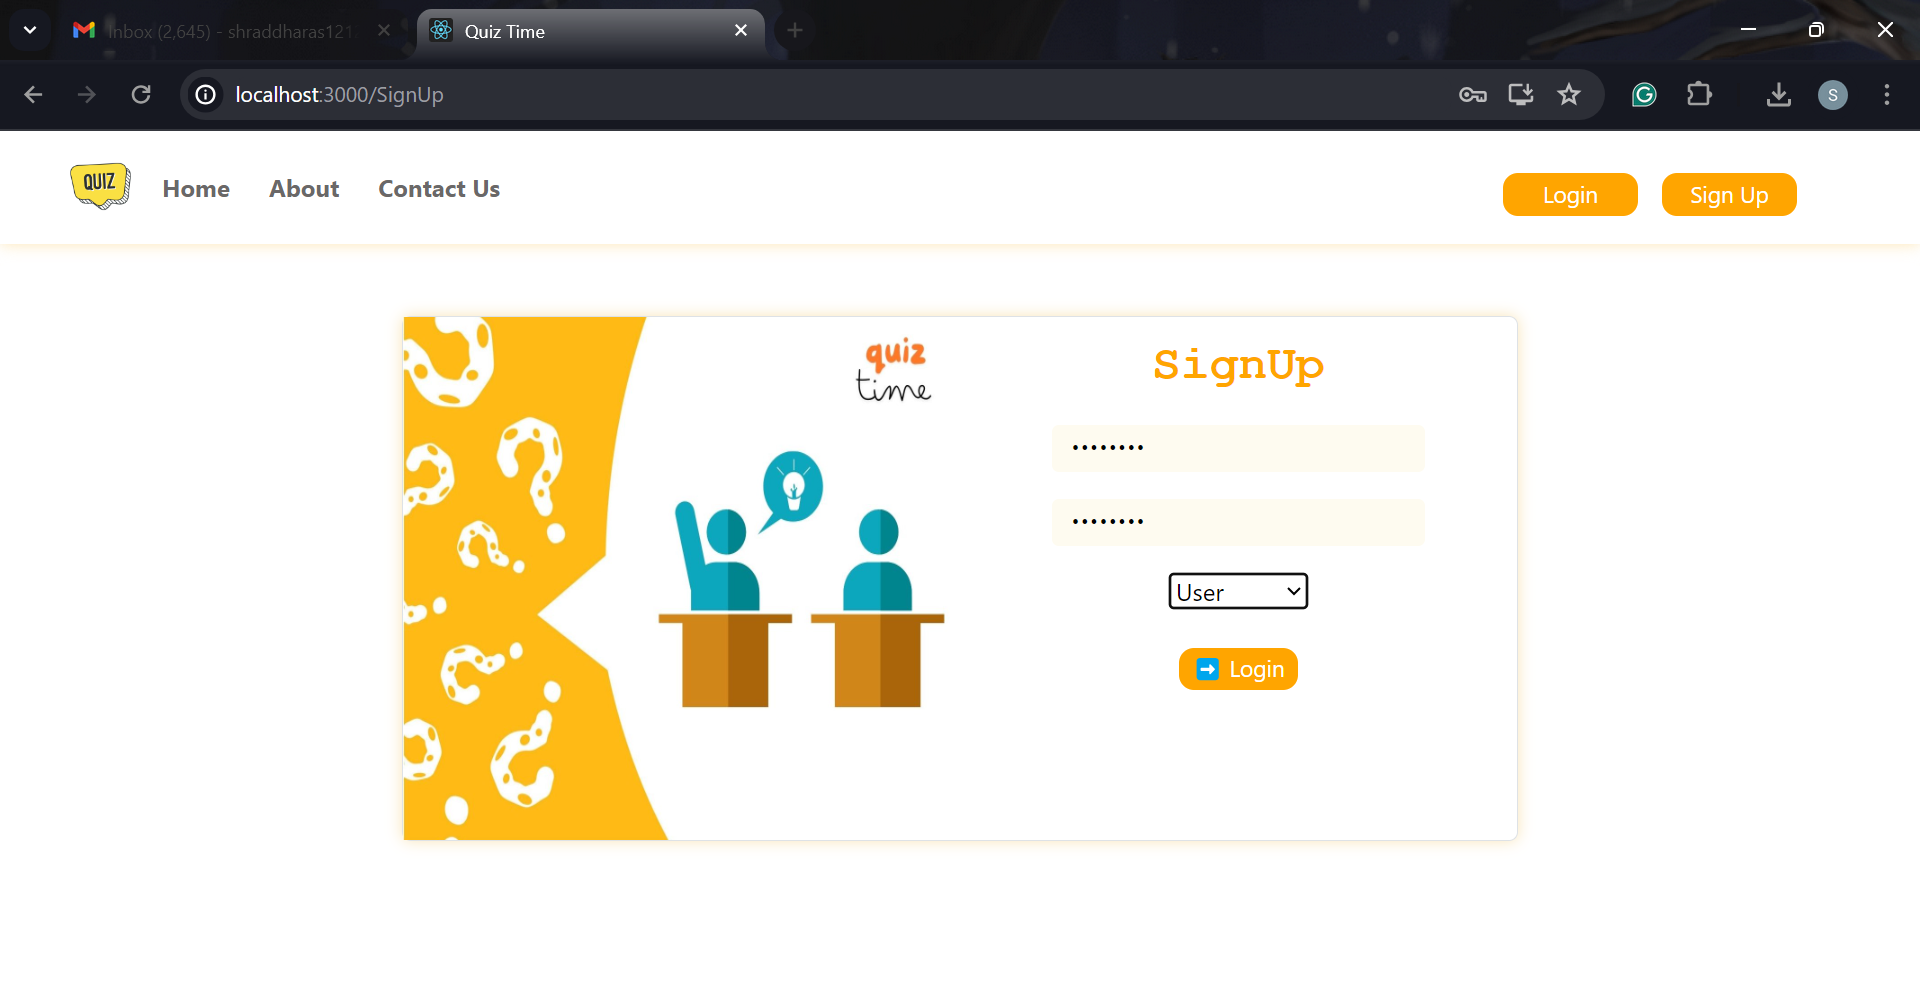 Inbox (2,645) - shraddharas121
Quiz Time
localhost:3000/SignUp
G
S
QUIZ
Home About Contact Us
Login Sign Up
quiz
time
SignUp
••••••••
••••••••
User
Login